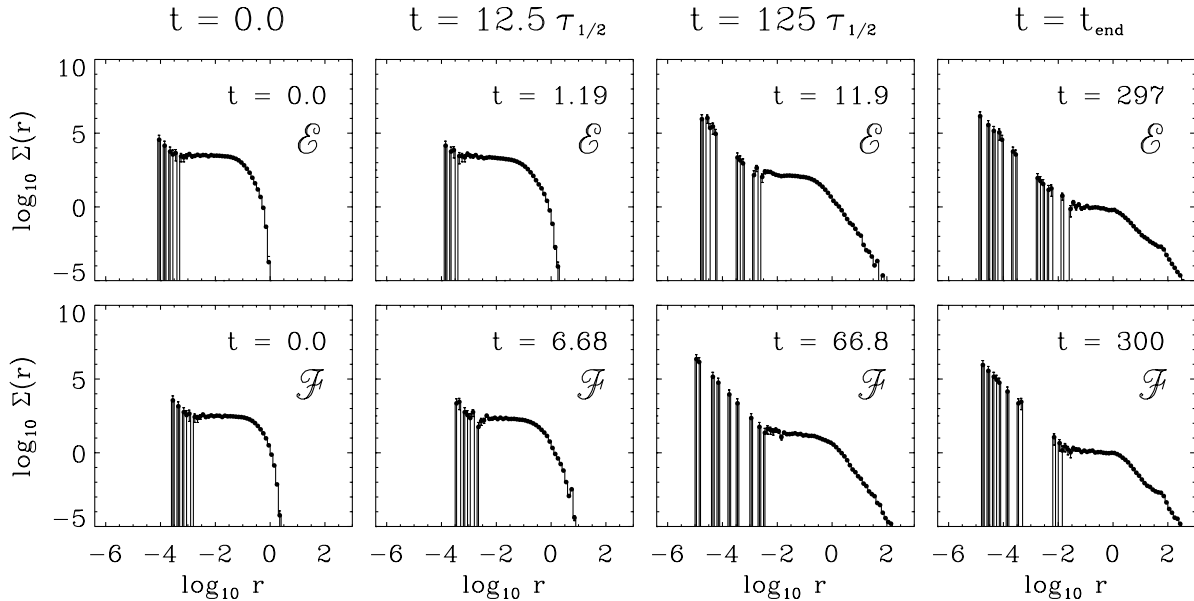 t = 0.0
t = 12.5 τ₁/₂
t = 125 τ₁/₂
t = t_end
log₁₀ Σ(r)
10
5
0
−5
t = 0.0
ℰ
t = 1.19
ℰ
t = 11.9
ℰ
t = 297
ℰ
log₁₀ Σ(r)
10
5
0
−5
t = 0.0
ℱ
t = 6.68
ℱ
t = 66.8
ℱ
t = 300
ℱ
−6 −4 −2 0 2
−6 −4 −2 0 2
−6 −4 −2 0 2
−6 −4 −2 0 2
log₁₀ r
log₁₀ r
log₁₀ r
log₁₀ r